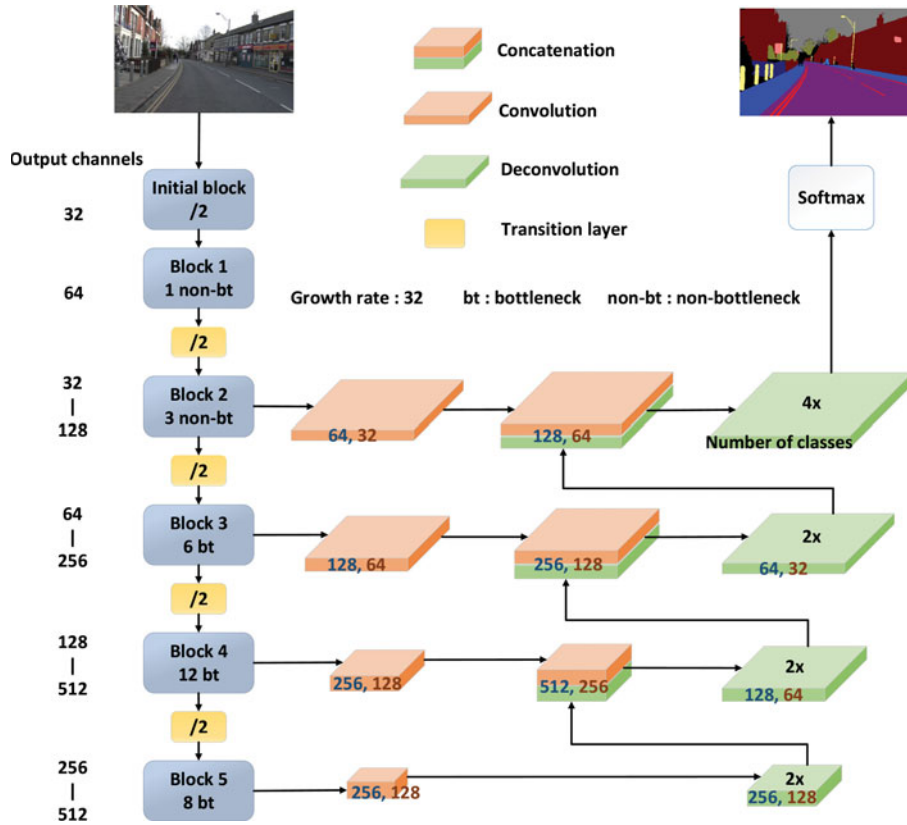 Concatenation
Convolution
Deconvolution
Transition layer
Softmax
Output channels
Initial block
/2
32
Block 1
1 non-bt
64
Growth rate : 32 bt : bottleneck non-bt : non-bottleneck
/2
32
128
Block 2
3 non-bt
64, 32
128, 64
4x
Number of classes
/2
64
256
Block 3
6 bt
128, 64
256, 128
2x
64, 32
/2
128
512
Block 4
12 bt
256, 128
512, 256
2x
128, 64
/2
256
512
Block 5
8 bt
256, 128
2x
256, 128